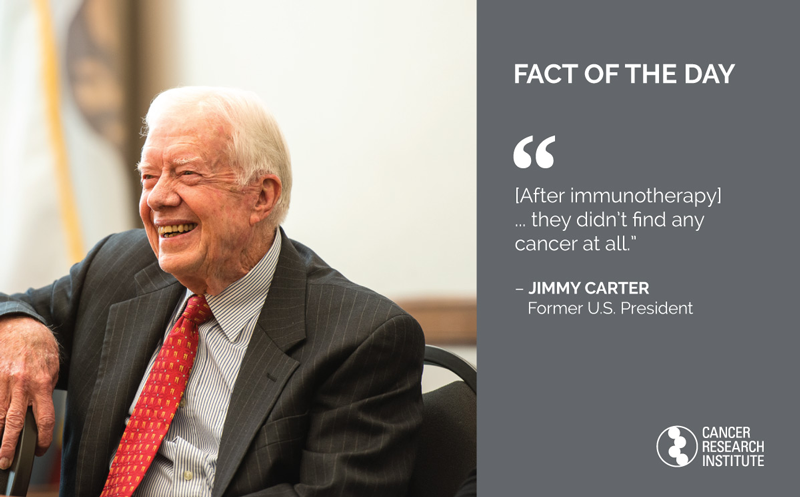 FACT OF THE DAY
“
[After immunotherapy]
... they didn’t find any
cancer at all.”
– JIMMY CARTER
Former U.S. President
CANCER
RESEARCH
INSTITUTE